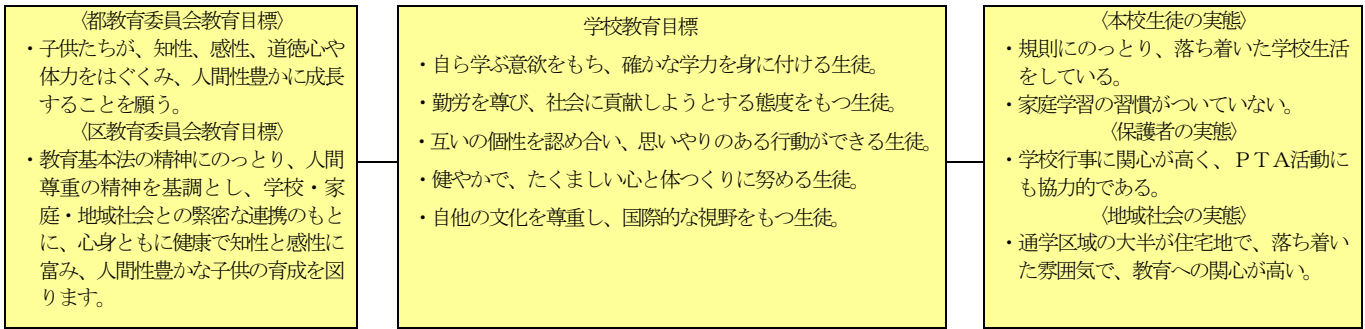 〈都教育委員会教育目標〉
・子供たちが、知性、感性、道徳心や
体力をはぐくみ、人間性豊かに成長
することを願う。
〈区教育委員会教育目標〉
・教育基本法の精神にのっとり、人間
尊重の精神を基調とし、学校・家
庭・地域社会との緊密な連携のもと
に、心身ともに健康で知性と感性に
富み、人間性豊かな子供の育成を図
ります。
学校教育目標
・自ら学ぶ意欲をもち、確かな学力を身に付ける生徒。
・勤労を尊び、社会に貢献しようとする態度をもつ生徒。
・互いの個性を認め合い、思いやりのある行動ができる生徒。
・健やかで、たくましい心と体つくりに努める生徒。
・自他の文化を尊重し、国際的な視野をもつ生徒。
〈本校生徒の実態〉
・規則にのっとり、落ち着いた学校生活
をしている。
・家庭学習の習慣がついていない。
〈保護者の実態〉
・学校行事に関心が高く、ＰＴＡ活動に
も協力的である。
〈地域社会の実態〉
・通学区域の大半が住宅地で、落ち着い
た雰囲気で、教育への関心が高い。